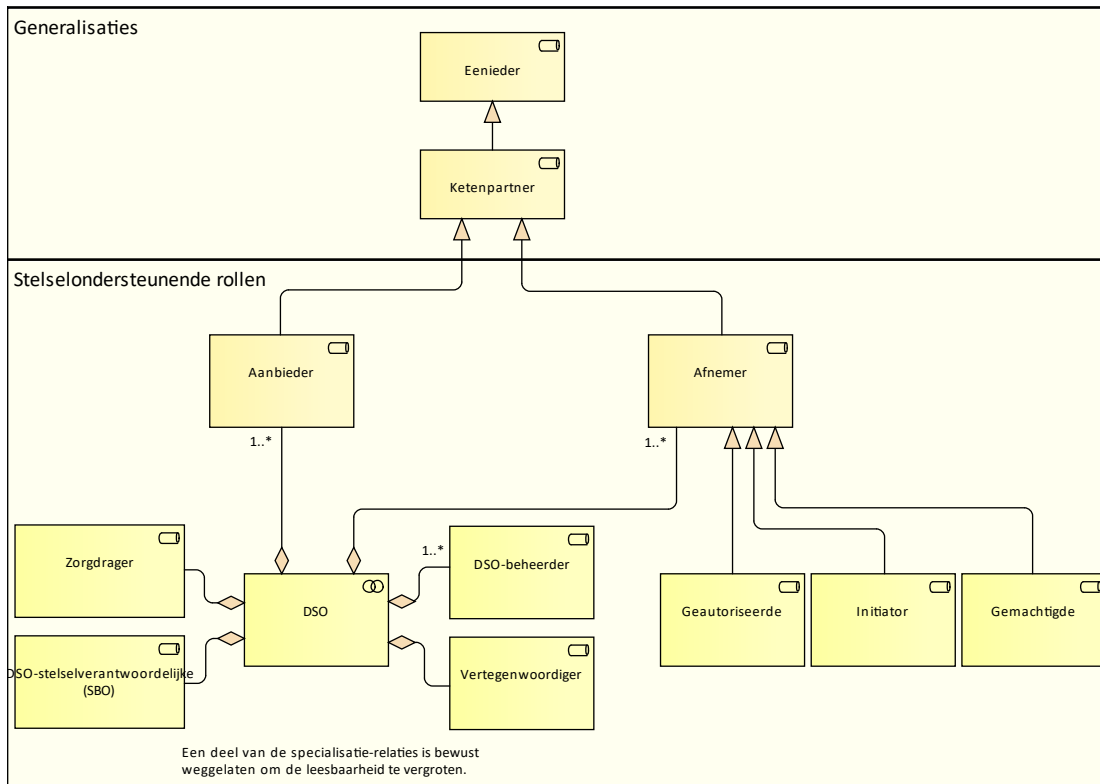 Generalisaties
Eenieder
Ketenpartner
Stelselondersteunende rollen
Aanbieder
Afnemer
1..*
1..*
Zorgdrager
1..*
DSO-beheerder
DSO
Geautoriseerde
Initiator
Gemachtigde
DSO-stelselverantwoordelijke
(SBO)
Vertegenwoordiger
Een deel van de specialisatie-relaties is bewust
weggelaten om de leesbaarheid te vergroten.